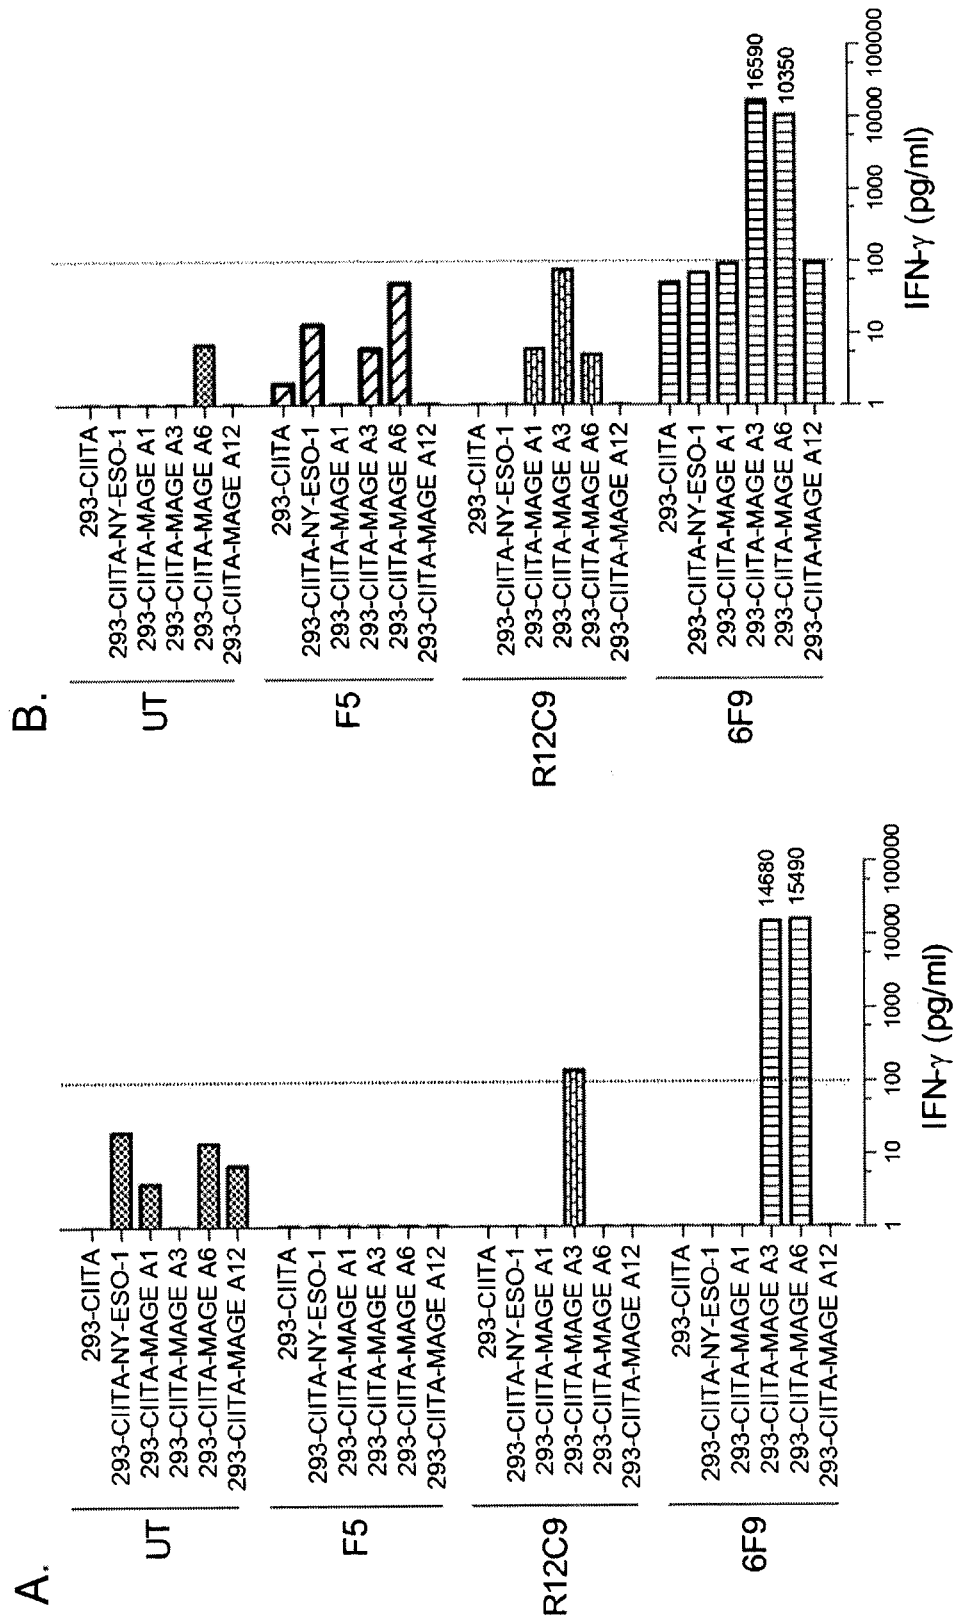 A.
UT
293-CIITA
293-CIITA-NY-ESO-1
293-CIITA-MAGE A1
293-CIITA-MAGE A3
293-CIITA-MAGE A6
293-CIITA-MAGE A12
F5
293-CIITA
293-CIITA-NY-ESO-1
293-CIITA-MAGE A1
293-CIITA-MAGE A3
293-CIITA-MAGE A6
293-CIITA-MAGE A12
R12C9
293-CIITA
293-CIITA-NY-ESO-1
293-CIITA-MAGE A1
293-CIITA-MAGE A3
293-CIITA-MAGE A6
293-CIITA-MAGE A12
6F9
293-CIITA
293-CIITA-NY-ESO-1
293-CIITA-MAGE A1
293-CIITA-MAGE A3
293-CIITA-MAGE A6
293-CIITA-MAGE A12
14680
15490
1 10 100 1000 10000 100000
IFN-γ (pg/ml)
B.
UT
293-CIITA
293-CIITA-NY-ESO-1
293-CIITA-MAGE A1
293-CIITA-MAGE A3
293-CIITA-MAGE A6
293-CIITA-MAGE A12
F5
293-CIITA
293-CIITA-NY-ESO-1
293-CIITA-MAGE A1
293-CIITA-MAGE A3
293-CIITA-MAGE A6
293-CIITA-MAGE A12
R12C9
293-CIITA
293-CIITA-NY-ESO-1
293-CIITA-MAGE A1
293-CIITA-MAGE A3
293-CIITA-MAGE A6
293-CIITA-MAGE A12
6F9
293-CIITA
293-CIITA-NY-ESO-1
293-CIITA-MAGE A1
293-CIITA-MAGE A3
293-CIITA-MAGE A6
293-CIITA-MAGE A12
16590
10350
1 10 100 1000 10000 100000
IFN-γ (pg/ml)